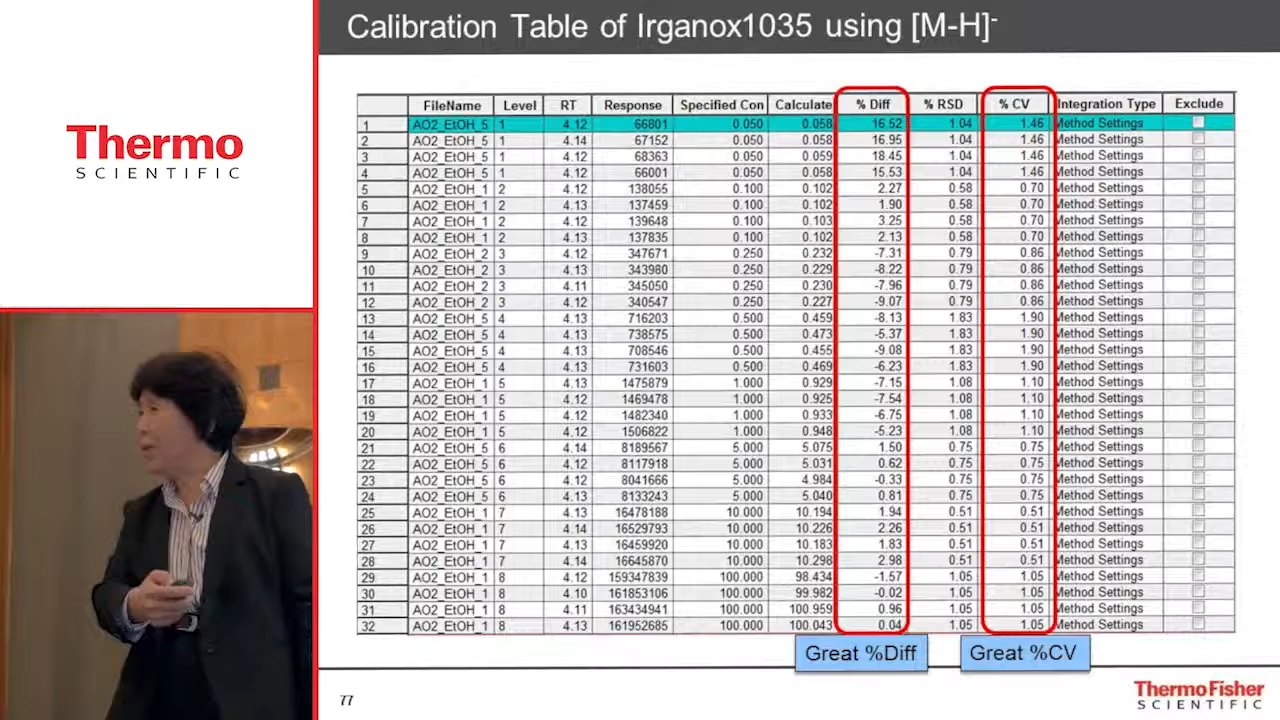 Calibration Table of Irganox1035 using [M-H]-
Thermo
SCIENTIFIC
FileName Level RT Response Specified Con Calculate % Diff % RSD % CV Integration Type Exclude
1 AO2_EtOH_5 1 4.12 66801 0.050 0.058 16.52 1.04 1.46 Method Settings
2 AO2_EtOH_5 1 4.14 67152 0.050 0.058 16.95 1.04 1.46 Method Settings
3 AO2_EtOH_5 1 4.12 68363 0.050 0.059 18.45 1.04 1.46 Method Settings
4 AO2_EtOH_5 1 4.12 66001 0.050 0.058 15.53 1.04 1.46 Method Settings
5 AO2_EtOH_1 2 4.12 138055 0.100 0.102 2.27 0.58 0.70 Method Settings
6 AO2_EtOH_1 2 4.13 137459 0.100 0.102 1.90 0.58 0.70 Method Settings
7 AO2_EtOH_1 2 4.12 139648 0.100 0.103 3.25 0.58 0.70 Method Settings
8 AO2_EtOH_1 2 4.13 137835 0.100 0.102 2.13 0.58 0.70 Method Settings
9 AO2_EtOH_2 3 4.12 347671 0.250 0.232 -7.31 0.79 0.86 Method Settings
10 AO2_EtOH_2 3 4.13 343980 0.250 0.229 -8.22 0.79 0.86 Method Settings
11 AO2_EtOH_2 3 4.11 345050 0.250 0.230 -7.96 0.79 0.86 Method Settings
12 AO2_EtOH_2 3 4.12 340547 0.250 0.227 -9.07 0.79 0.86 Method Settings
13 AO2_EtOH_5 4 4.13 716203 0.500 0.459 -8.13 1.83 1.90 Method Settings
14 AO2_EtOH_5 4 4.13 738575 0.500 0.473 -5.37 1.83 1.90 Method Settings
15 AO2_EtOH_5 4 4.13 708546 0.500 0.455 -9.08 1.83 1.90 Method Settings
16 AO2_EtOH_5 4 4.13 731603 0.500 0.469 -6.23 1.83 1.90 Method Settings
17 AO2_EtOH_1 5 4.13 1475879 1.000 0.929 -7.15 1.08 1.10 Method Settings
18 AO2_EtOH_1 5 4.12 1469478 1.000 0.925 -7.54 1.08 1.10 Method Settings
19 AO2_EtOH_1 5 4.13 1482340 1.000 0.933 -6.75 1.08 1.10 Method Settings
20 AO2_EtOH_1 5 4.12 1506822 1.000 0.948 -5.23 1.08 1.10 Method Settings
21 AO2_EtOH_5 6 4.14 8189567 5.000 5.075 1.50 0.75 0.75 Method Settings
22 AO2_EtOH_5 6 4.12 8117918 5.000 5.031 0.62 0.75 0.75 Method Settings
23 AO2_EtOH_5 6 4.12 8041666 5.000 4.984 -0.33 0.75 0.75 Method Settings
24 AO2_EtOH_5 6 4.13 8133243 5.000 5.040 0.81 0.75 0.75 Method Settings
25 AO2_EtOH_1 7 4.13 16478188 10.000 10.194 1.94 0.51 0.51 Method Settings
26 AO2_EtOH_1 7 4.14 16529793 10.000 10.226 2.26 0.51 0.51 Method Settings
27 AO2_EtOH_1 7 4.13 16459920 10.000 10.183 1.83 0.51 0.51 Method Settings
28 AO2_EtOH_1 7 4.14 16645870 10.000 10.298 2.98 0.51 0.51 Method Settings
29 AO2_EtOH_1 8 4.12 159347839 100.000 98.434 -1.57 1.05 1.05 Method Settings
30 AO2_EtOH_1 8 4.10 161853106 100.000 99.982 -0.02 1.05 1.05 Method Settings
31 AO2_EtOH_1 8 4.11 163434941 100.000 100.959 0.96 1.05 1.05 Method Settings
32 AO2_EtOH_1 8 4.13 161952685 100.000 100.043 0.04 1.05 1.05 Method Settings
Great %Diff Great %CV
77
ThermoFisher
SCIENTIFIC